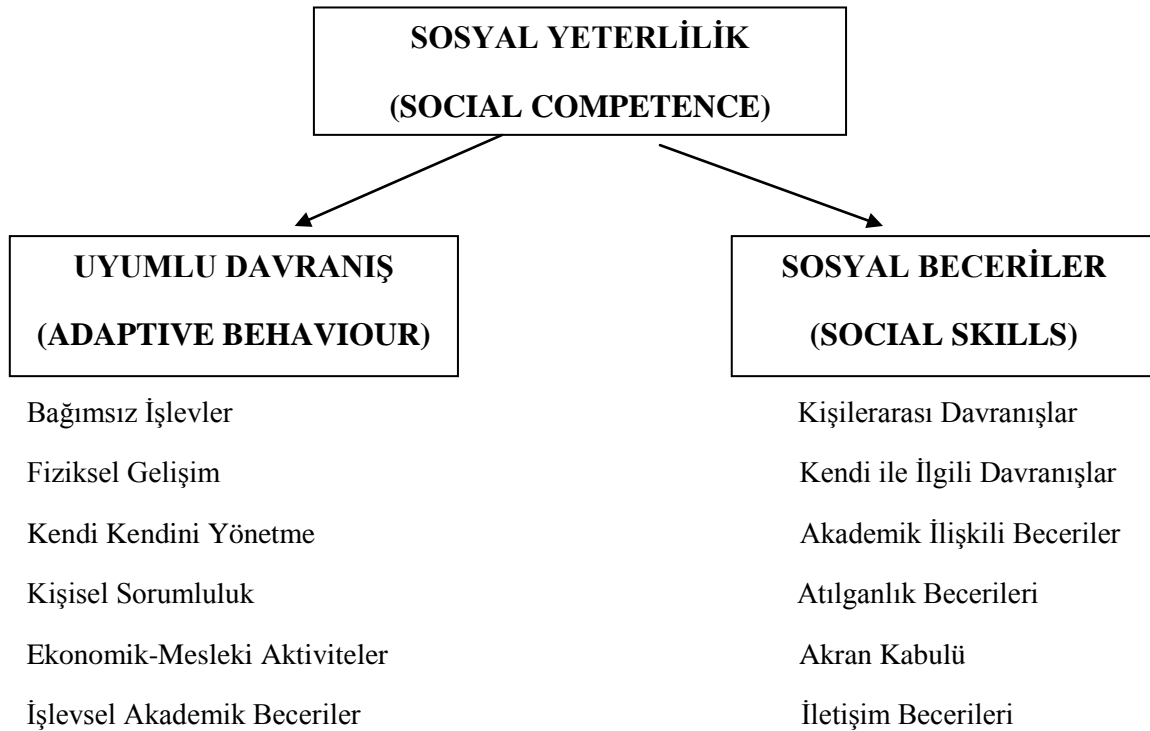 SOSYAL YETERLİLİK
(SOCIAL COMPETENCE)
UYUMLU DAVRANIŞ
(ADAPTIVE BEHAVIOUR)
Bağımsız İşlevler
Fiziksel Gelişim
Kendi Kendini Yönetme
Kişisel Sorumluluk
Ekonomik-Mesleki Aktiviteler
İşlevsel Akademik Beceriler
SOSYAL BECERİLER
(SOCIAL SKILLS)
Kişilerarası Davranışlar
Kendi ile İlgili Davranışlar
Akademik İlişkili Beceriler
Atılganlık Becerileri
Akran Kabulü
İletişim Becerileri